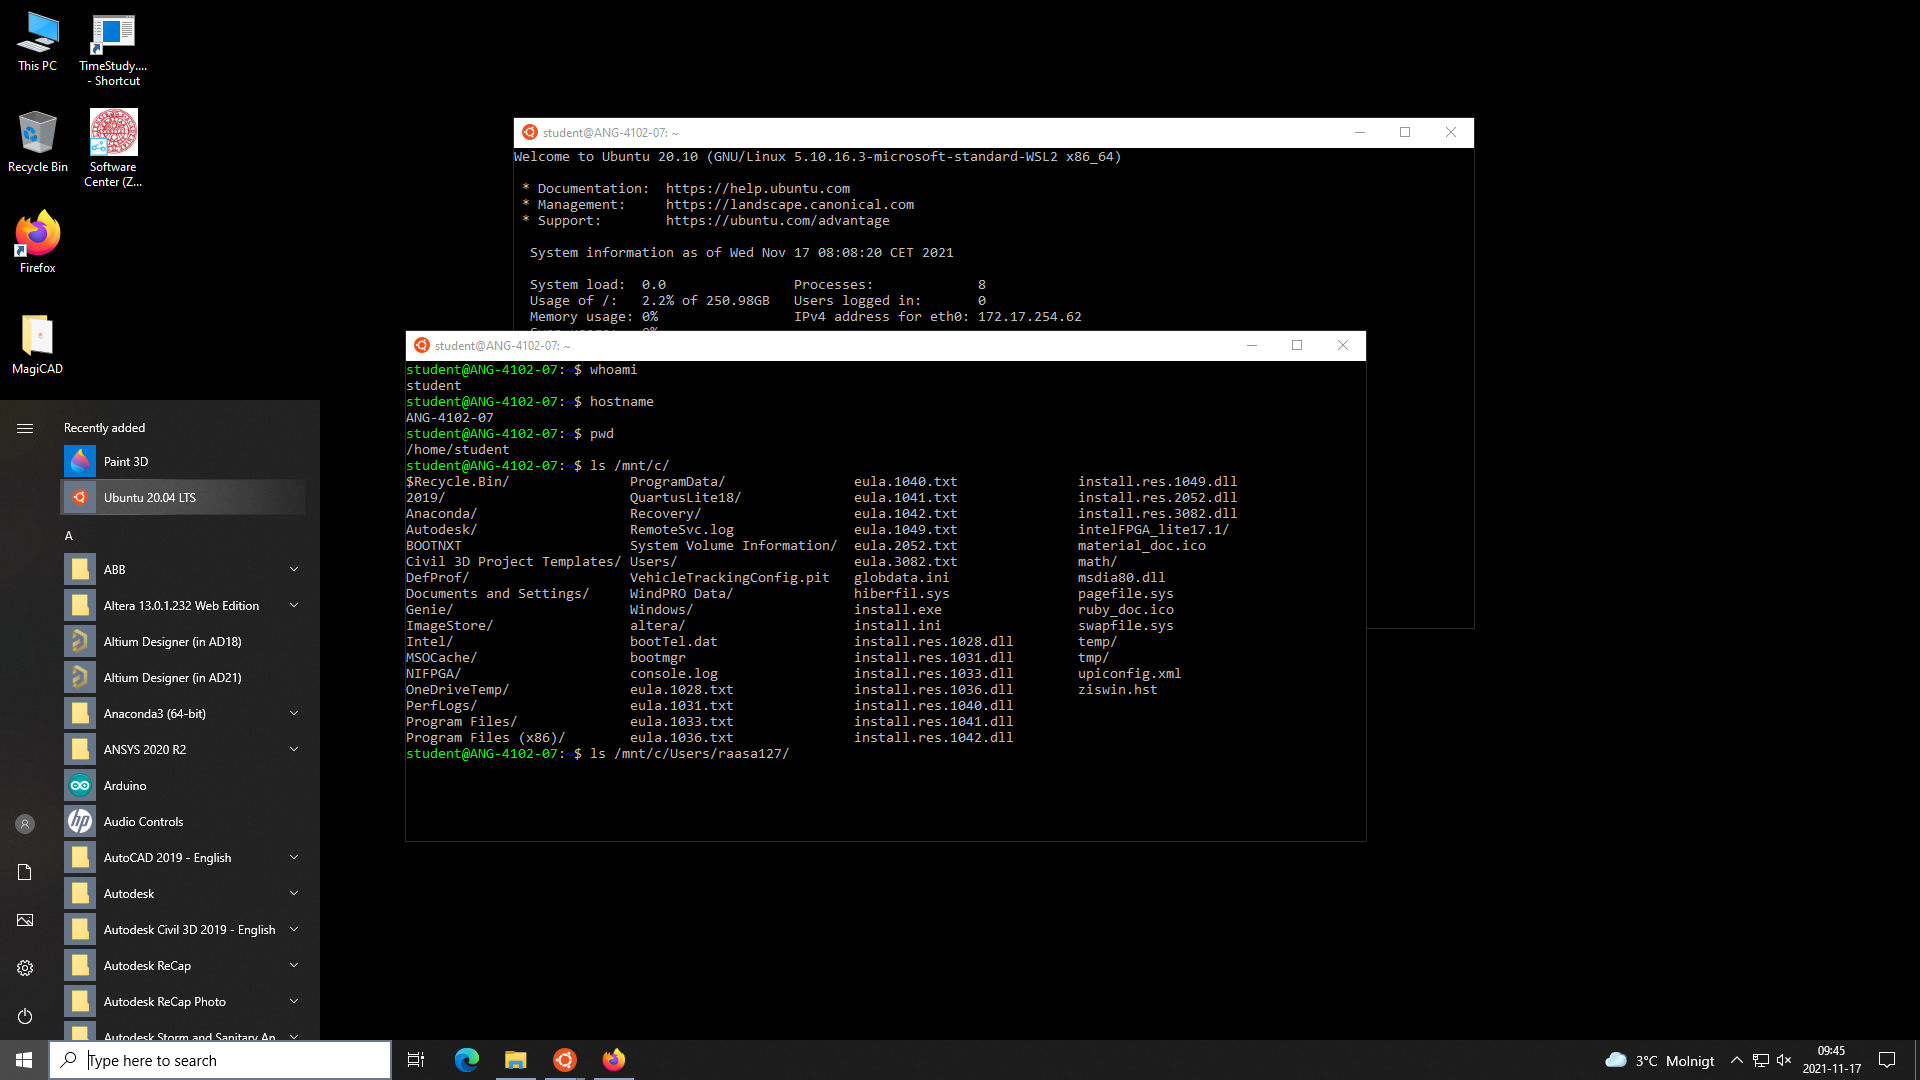 This PC
TimeStudy....
- Shortcut
Recycle Bin
Software
Center (Z...
Firefox
MagiCAD
student@ANG-4102-07: ~
Welcome to Ubuntu 20.10 (GNU/Linux 5.10.16.3-microsoft-standard-WSL2 x86_64)
* Documentation:  https://help.ubuntu.com
* Management:     https://landscape.canonical.com
* Support:        https://ubuntu.com/advantage
System information as of Wed Nov 17 08:08:20 CET 2021
System load:  0.0                Processes:             8
Usage of /:   2.2% of 250.98GB   Users logged in:       0
Memory usage: 0%                 IPv4 address for eth0: 172.17.254.62
student@ANG-4102-07: ~
student@ANG-4102-07:~$ whoami
student
student@ANG-4102-07:~$ hostname
ANG-4102-07
student@ANG-4102-07:~$ pwd
/home/student
student@ANG-4102-07:~$ ls /mnt/c/
$Recycle.Bin/ ProgramData/ eula.1040.txt install.res.1049.dll
2019/ QuartusLite18/ eula.1041.txt install.res.2052.dll
Anaconda/ Recovery/ eula.1042.txt install.res.3082.dll
Autodesk/ RemoteSvc.log eula.1049.txt intelFPGA_lite17.1/
BOOTNXT System Volume Information/ eula.2052.txt material_doc.ico
Civil 3D Project Templates/ Users/ eula.3082.txt math/
DefProf/ VehicleTrackingConfig.pit globdata.ini msdia80.dll
Documents and Settings/ WindPRO Data/ hiberfil.sys pagefile.sys
Genie/ Windows/ install.exe ruby_doc.ico
ImageStore/ altera/ install.ini swapfile.sys
Intel/ bootTel.dat install.res.1028.dll temp/
MSOCache/ bootmgr install.res.1031.dll tmp/
NIFPGA/ console.log install.res.1033.dll upiconfig.xml
OneDriveTemp/ eula.1028.txt install.res.1036.dll ziswin.hst
PerfLogs/ eula.1031.txt install.res.1040.dll
Program Files/ eula.1033.txt install.res.1041.dll
Program Files (x86)/ eula.1036.txt install.res.1042.dll
student@ANG-4102-07:~$ ls /mnt/c/Users/raasa127/
Recently added
Paint 3D
Ubuntu 20.04 LTS
A
ABB
Altera 13.0.1.232 Web Edition
Altium Designer (in AD18)
Altium Designer (in AD21)
Anaconda3 (64-bit)
ANSYS 2020 R2
Arduino
Audio Controls
AutoCAD 2019 - English
Autodesk
Autodesk Civil 3D 2019 - English
Autodesk ReCap
Autodesk ReCap Photo
Autodesk Storm and Sanitary An
Type here to search
3°C Molnigt
09:45
2021-11-17